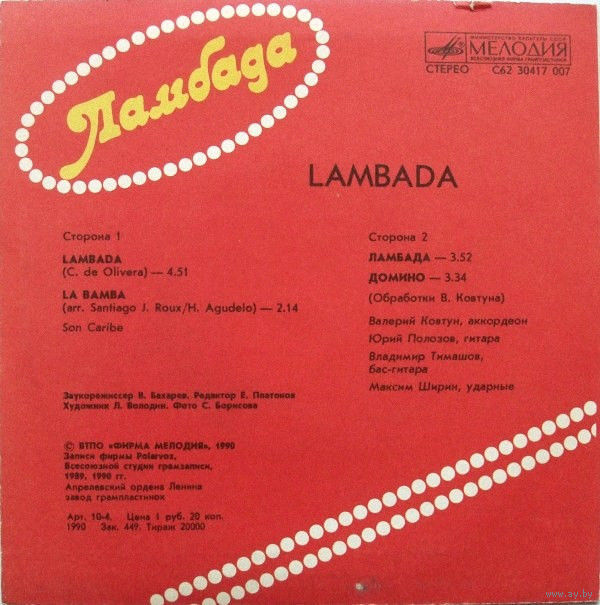 Ламбада
МИНИСТЕРСТВО КУЛЬТУРЫ СССР
МЕЛОДИЯ
ВСЕСОЮЗНАЯ ФИРМА ГРАМПЛАСТИНОК
СТЕРЕО С62 30417 007
LAMBADA
Сторона 1
LAMBADA
(C. de Olivera) — 4.51
LA BAMBA
(arr. Santiago J. Roux/H. Agudelo) — 2.14
Son Caribe
Сторона 2
ЛАМБАДА — 3.52
ДОМИНО — 3.34
(Обработки В. Ковтуна)
Валерий Ковтун, аккордеон
Юрий Полозов, гитара
Владимир Тимашов,
бас-гитара
Максим Ширин, ударные
Звукорежиссер В. Бахарев. Редактор Е. Платонов
Художник Л. Володин. Фото С. Борисова
© ВТПО «ФИРМА МЕЛОДИЯ», 1990
Записи фирмы Polarvox,
Всесоюзной студии грамзаписи,
1989, 1990 гг.
Апрелевский ордена Ленина
завод грампластинок
Арт. 10-4. Цена 1 руб. 20 коп.
1990 Зак. 449. Тираж 20000
www.ay.by